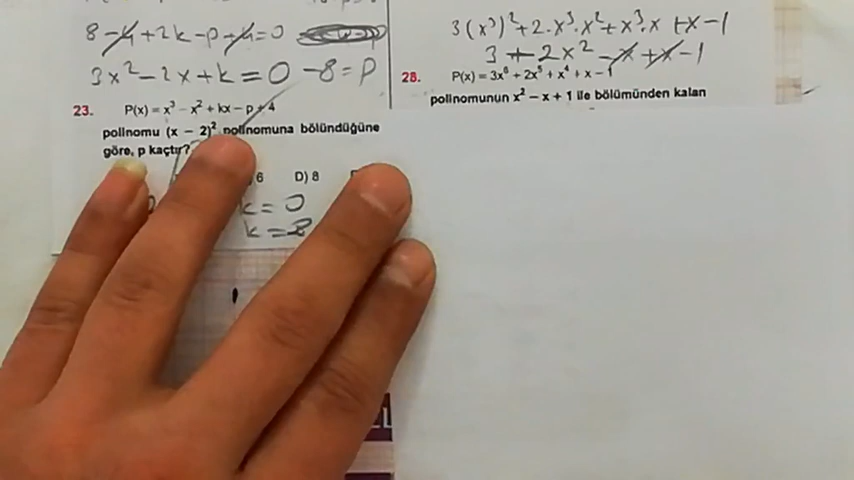 8 - 4 + 2k - p + 4 = 0
3x² - 2x + k = 0 - 8 = p
23. P(x) = x³ - x² + kx - p + 4
polinomu (x - 2)² polinomuna bölündüğüne
göre, p kaçtır?
6 D) 8
k = 0
k =
3(x³)² + 2·x³·x² + x³·x + x - 1
3 + 2x² - x + x - 1
28. P(x) = 3x⁶ + 2x⁵ + x⁴ + x - 1
polinomunun x² - x + 1 ile bölümünden kalan